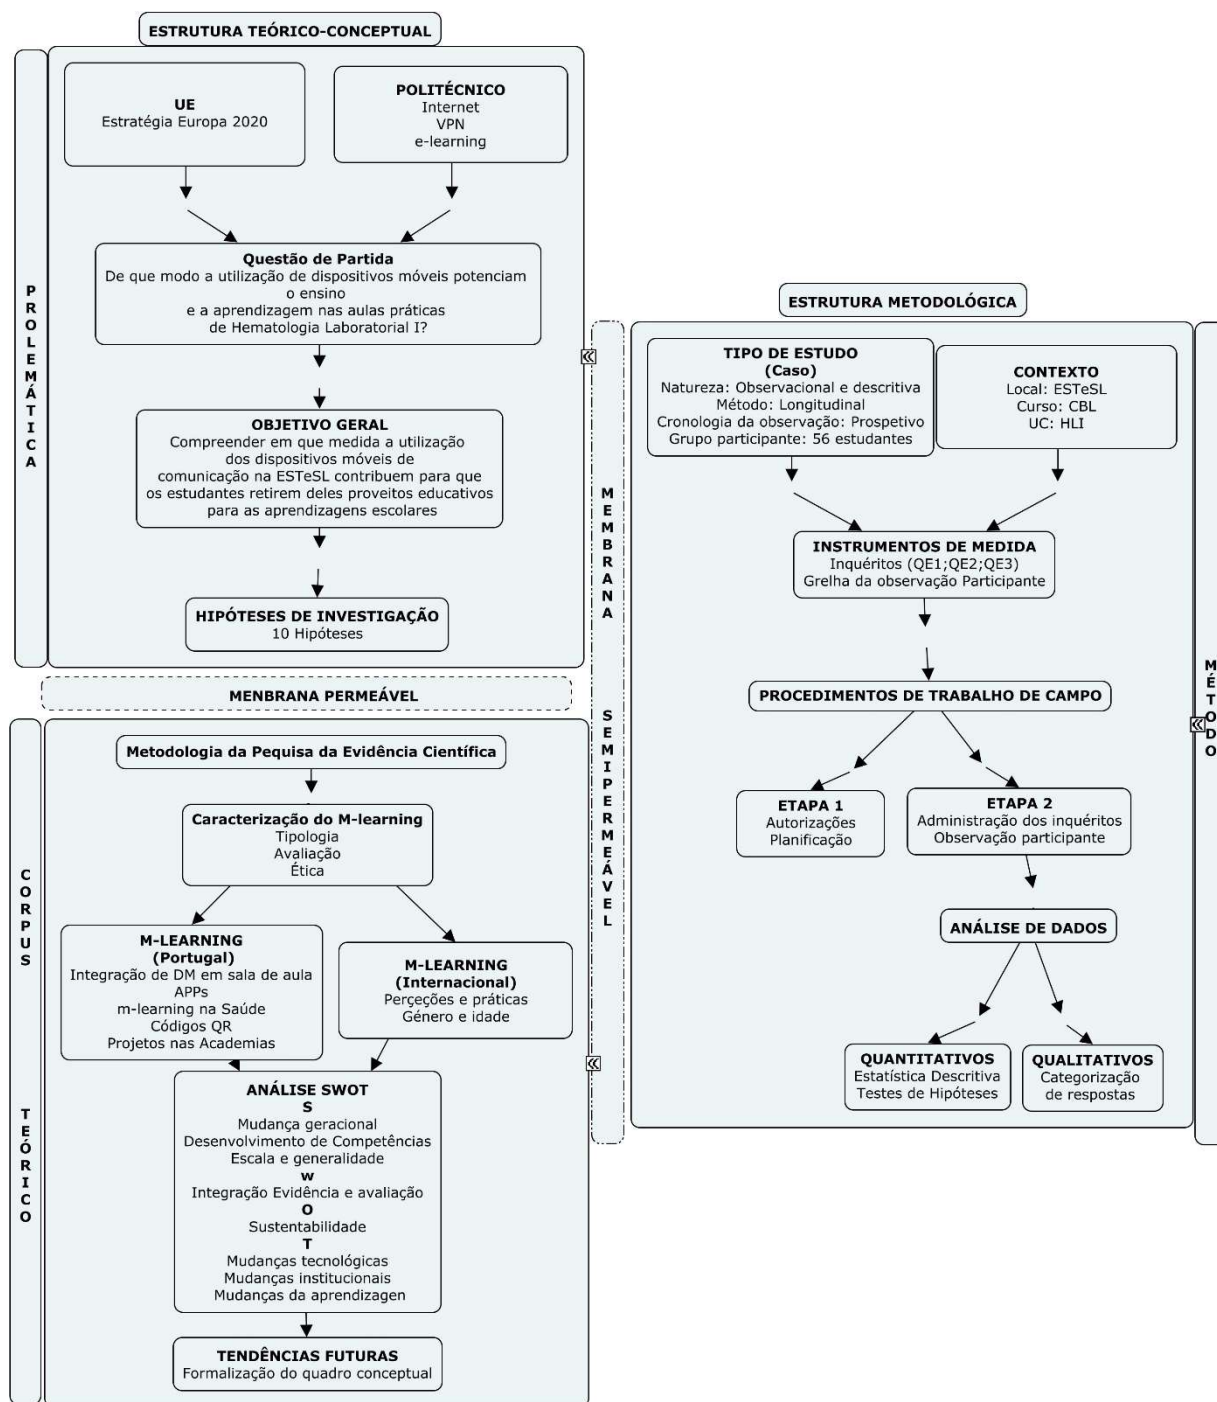 ESTRUTURA TEÓRICO-CONCEPTUAL
PROLEMÁTICA
UE
Estratégia Europa 2020
POLITÉCNICO
Internet
VPN
e-learning
Questão de Partida
De que modo a utilização de dispositivos móveis potenciam
o ensino
e a aprendizagem nas aulas práticas
de Hematologia Laboratorial I?
OBJETIVO GERAL
Compreender em que medida a utilização
dos dispositivos móveis de
comunicação na ESTeSL contribuem para que
os estudantes retirem deles proveitos educativos
para as aprendizagens escolares
HIPÓTESES DE INVESTIGAÇÃO
10 Hipóteses
MENBRANA PERMEÁVEL
CORPUS TEÓRICO
Metodologia da Pequisa da Evidência Científica
Caracterização do M-learning
Tipologia
Avaliação
Ética
M-LEARNING
(Portugal)
Integração de DM em sala de aula
APPs
m-learning na Saúde
Códigos QR
Projetos nas Academias
M-LEARNING
(Internacional)
Perçeções e práticas
Género e idade
ANÁLISE SWOT
S
Mudança geracional
Desenvolvimento de Competências
Escala e generalidade
w
Integração Evidência e avaliação
O
Sustentabilidade
T
Mudanças tecnológicas
Mudanças institucionais
Mudanças da aprendizagen
TENDÊNCIAS FUTURAS
Formalização do quadro conceptual
MEMBRANA SEMIPERMEÁVEL
ESTRUTURA METODOLÓGICA
TIPO DE ESTUDO
(Caso)
Natureza: Observacional e descritiva
Método: Longitudinal
Cronologia da observação: Prospetivo
Grupo participante: 56 estudantes
CONTEXTO
Local: ESTeSL
Curso: CBL
UC: HLI
INSTRUMENTOS DE MEDIDA
Inquéritos (QE1;QE2;QE3)
Grelha da observação Participante
PROCEDIMENTOS DE TRABALHO DE CAMPO
ETAPA 1
Autorizações
Planificação
ETAPA 2
Administração dos inquéritos
Observação participante
ANÁLISE DE DADOS
QUANTITATIVOS
Estatística Descritiva
Testes de Hipóteses
QUALITATIVOS
Categorização
de respostas
MÉTODO